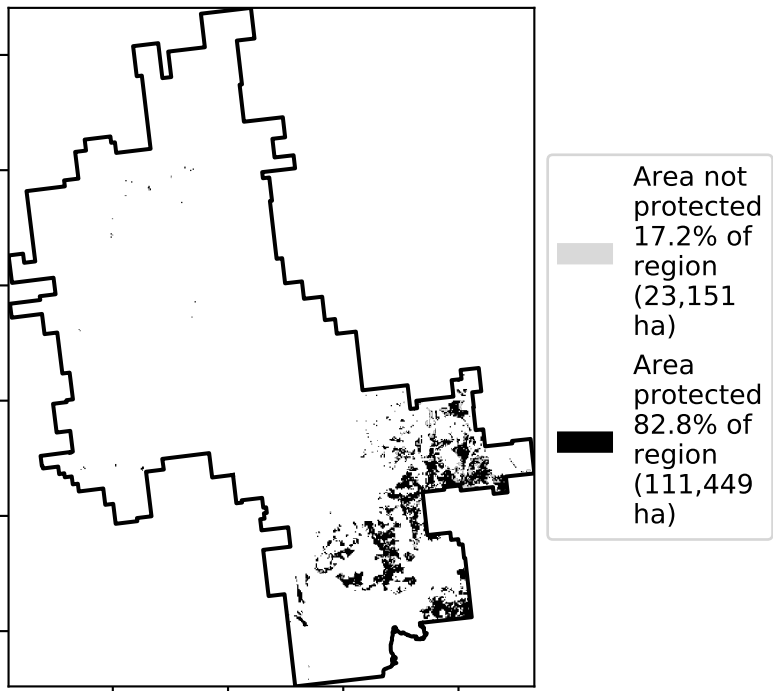 Area not
protected
17.2% of
region
(23,151
ha)
Area
protected
82.8% of
region
(111,449
ha)